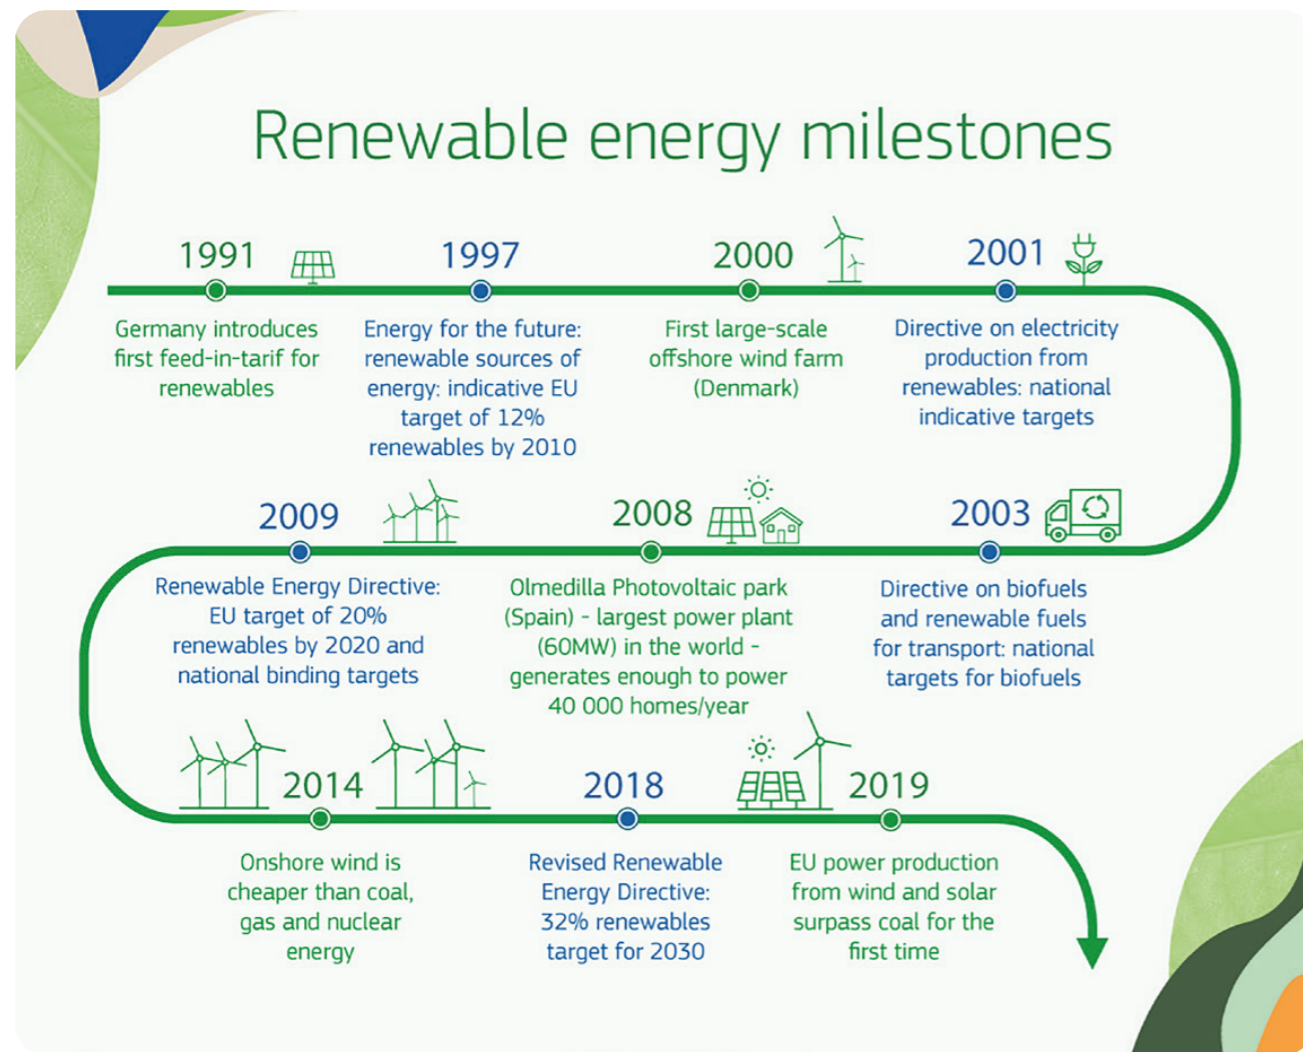 Renewable energy milestones
1991
Germany introduces
first feed-in-tarif for
renewables
1997
Energy for the future:
renewable sources of
energy: indicative EU
target of 12%
renewables by 2010
2000
First large-scale
offshore wind farm
(Denmark)
2001
Directive on electricity
production from
renewables: national
indicative targets
2003
Directive on biofuels
and renewable fuels
for transport: national
targets for biofuels
2008
Olmedilla Photovoltaic park
(Spain) - largest power plant
(60MW) in the world -
generates enough to power
40 000 homes/year
2009
Renewable Energy Directive:
EU target of 20%
renewables by 2020 and
national binding targets
2014
Onshore wind is
cheaper than coal,
gas and nuclear
energy
2018
Revised Renewable
Energy Directive:
32% renewables
target for 2030
2019
EU power production
from wind and solar
surpass coal for the
first time